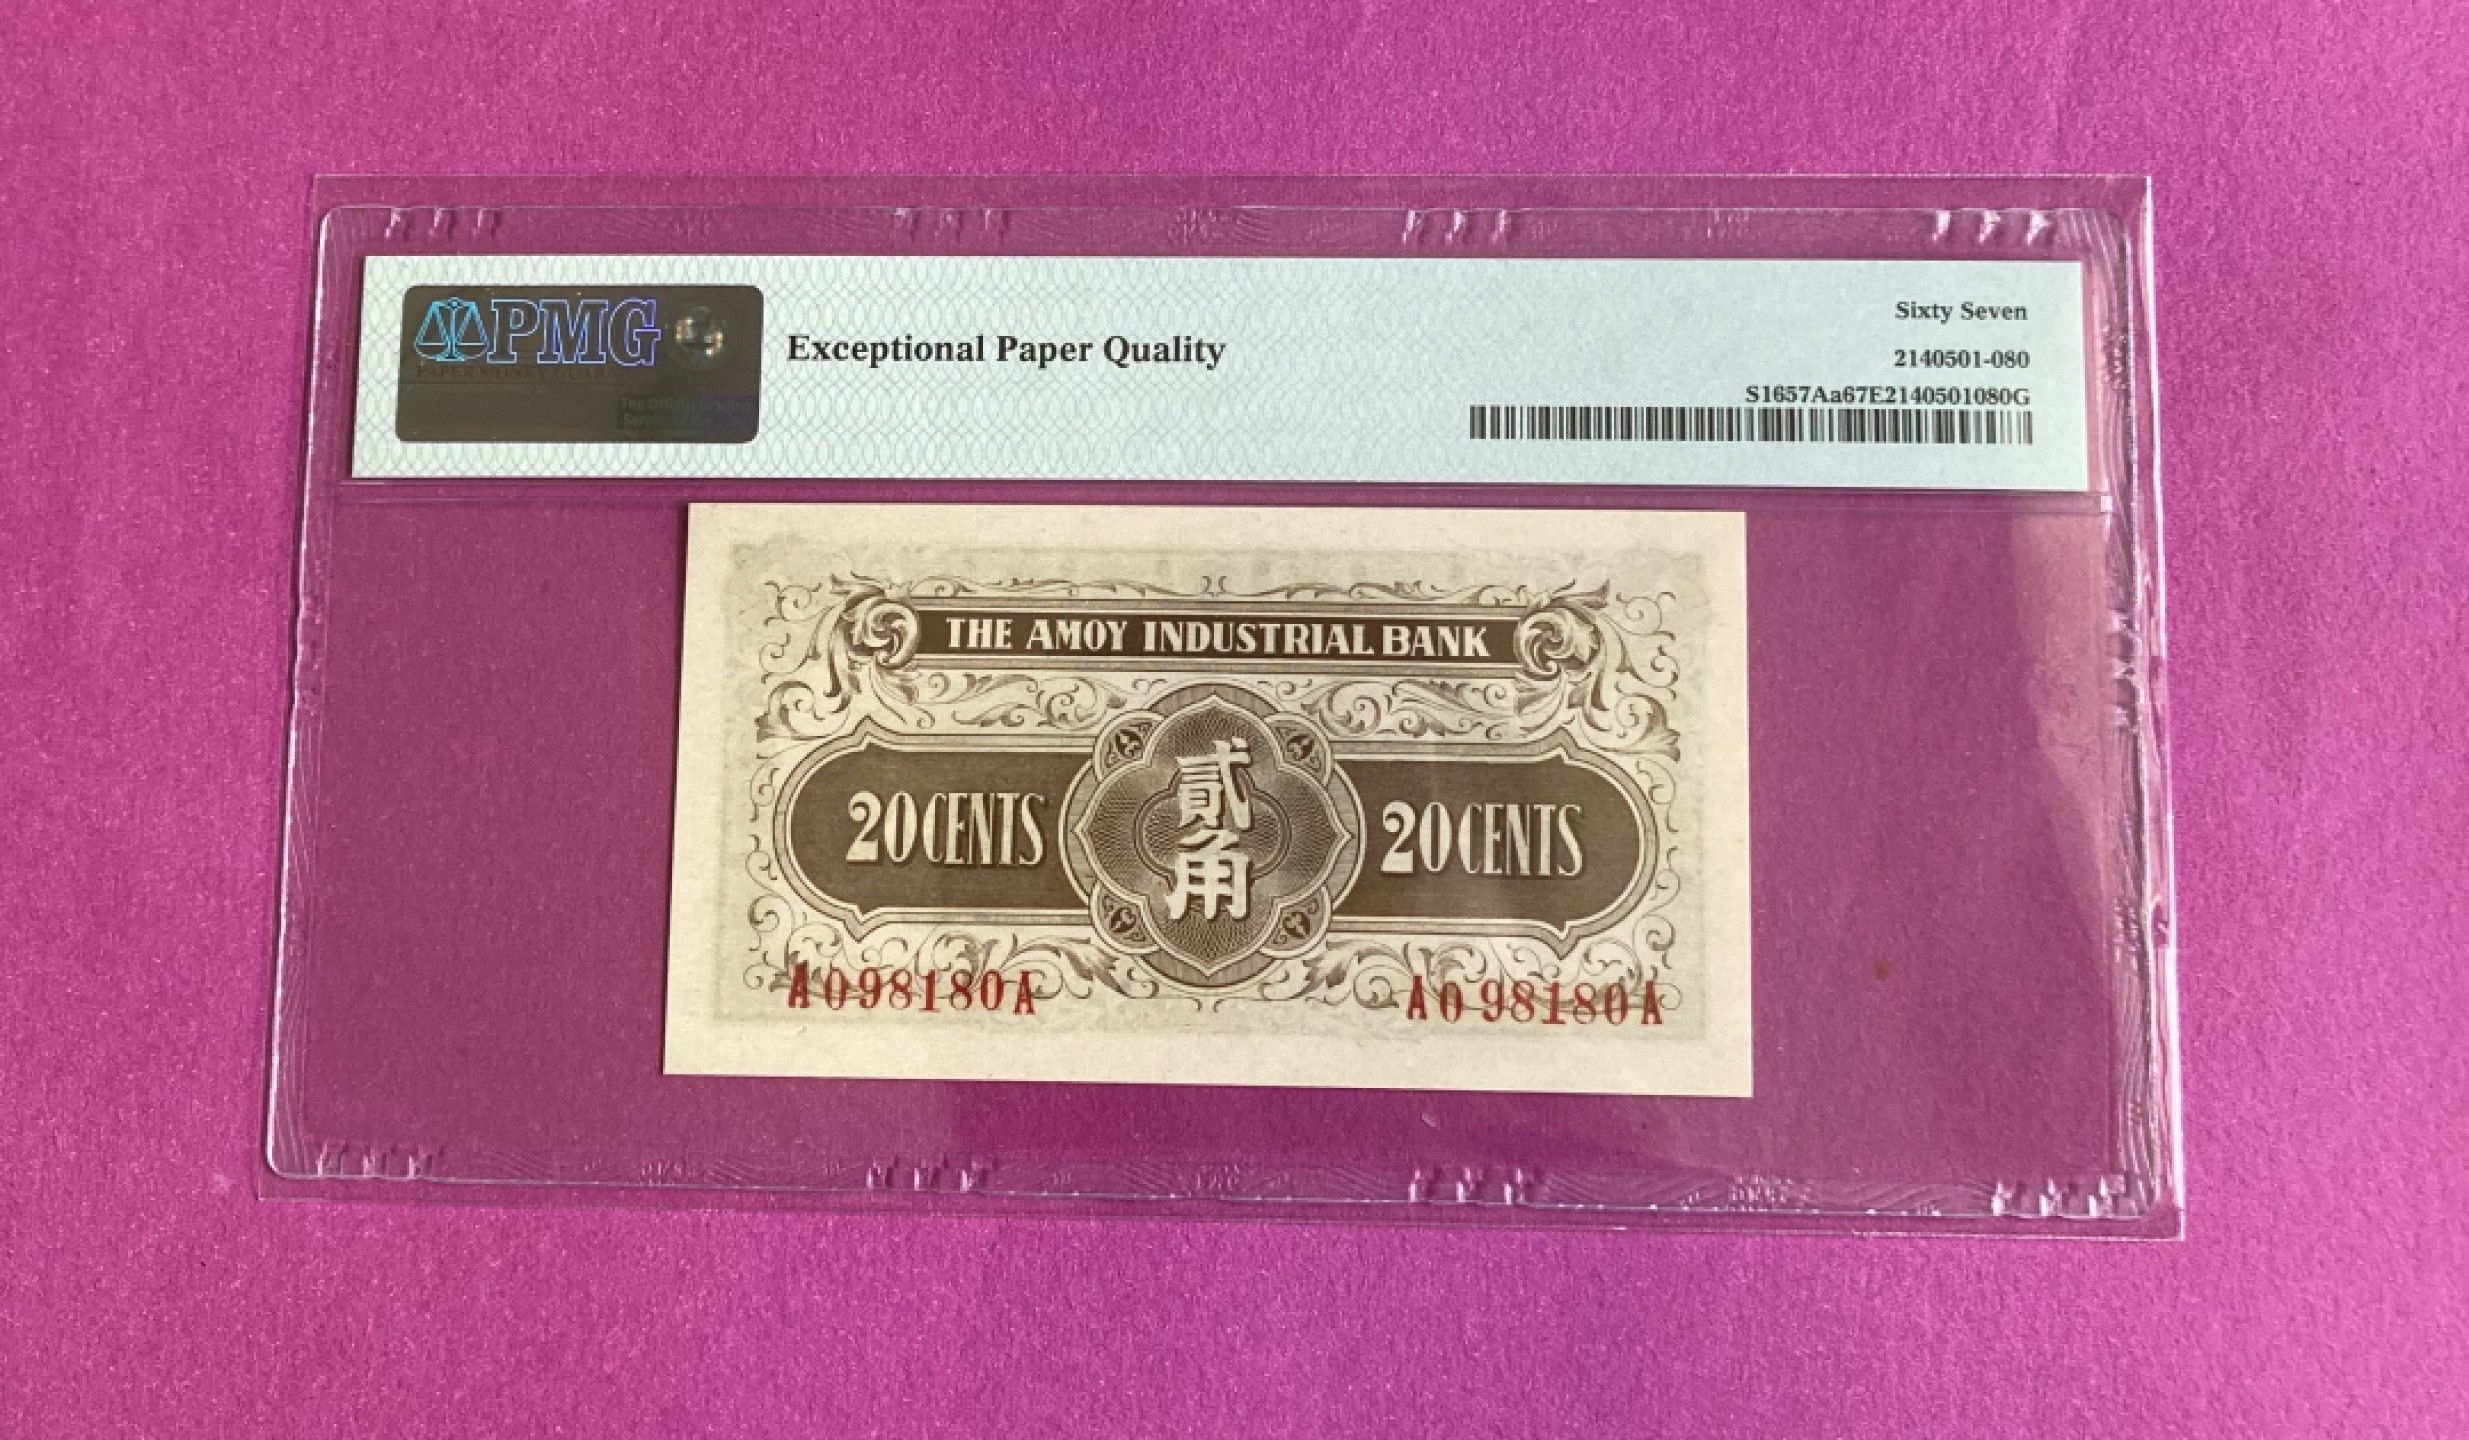 PMG
Exceptional Paper Quality
Sixty Seven
2140501-080
S1657Aa67E2140501080G
THE AMOY INDUSTRIAL BANK
20 CENTS
貳角
20 CENTS
A098180A
A098180A